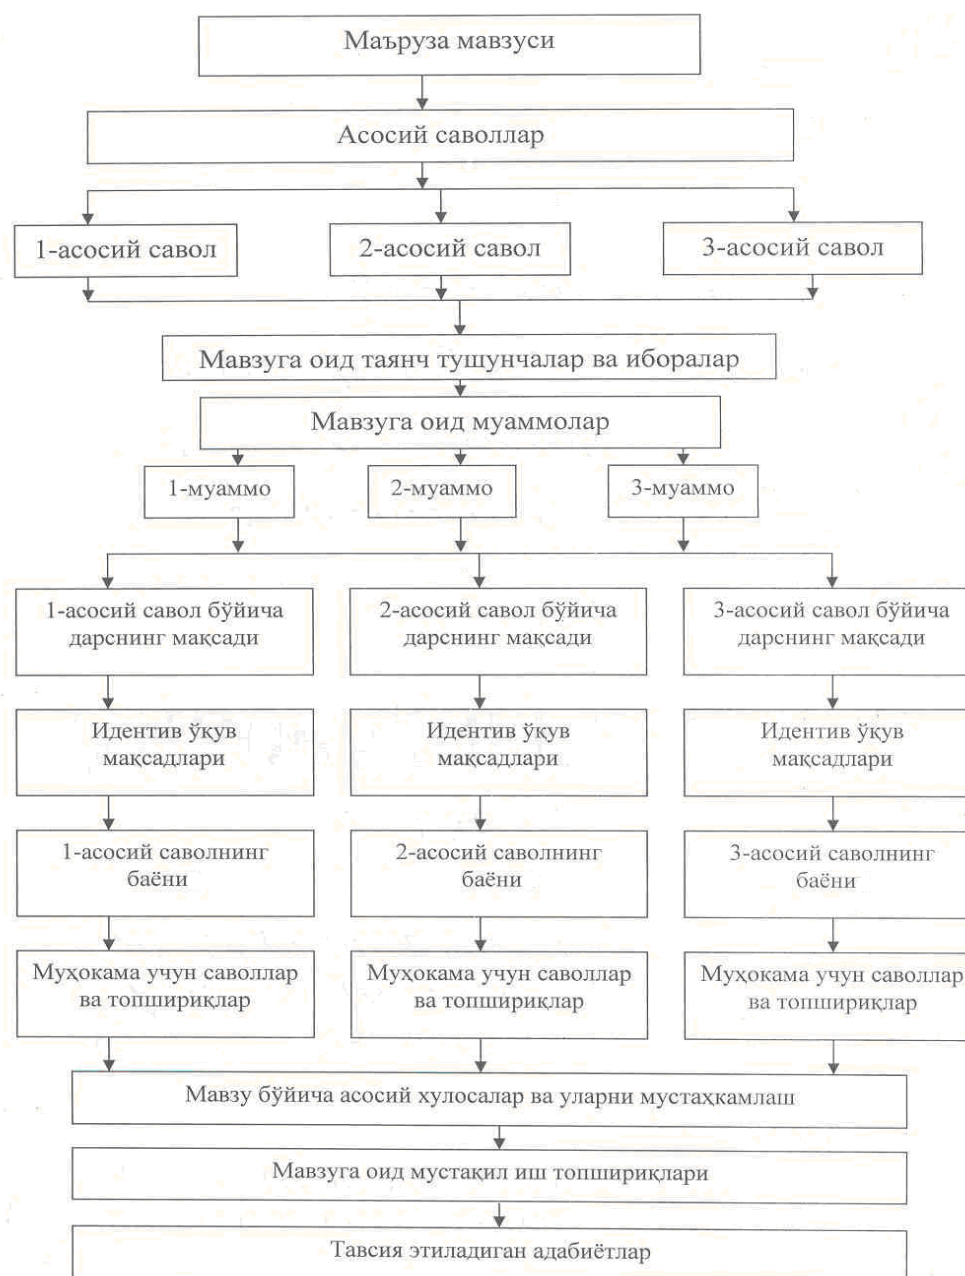 Маъруза мавзуси
Асосий саволлар
1-асосий савол
2-асосий савол
3-асосий савол
Мавзуга оид таянч тушунчалар ва иборалар
Мавзуга оид муаммолар
1-муаммо
2-муаммо
3-муаммо
1-асосий савол бўйича
дарснинг мақсади
2-асосий савол бўйича
дарснинг мақсади
3-асосий савол бўйича
дарснинг мақсади
Идентив ўқув
мақсадлари
Идентив ўқув
мақсадлари
Идентив ўқув
мақсадлари
1-асосий саволнинг
баёни
2-асосий саволнинг
баёни
3-асосий саволнинг
баёни
Муҳокама учун саволлар
ва топшириқлар
Муҳокама учун саволлар
ва топшириқлар
Муҳокама учун саволлар
ва топшириқлар
Мавзу бўйича асосий хулосалар ва уларни мустаҳкамлаш
Мавзуга оид мустақил иш топшириқлари
Тавсия этиладиган адабиётлар